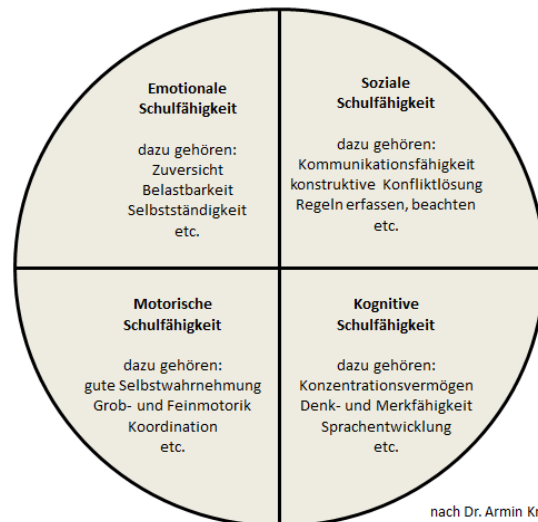 Emotionale
Schulfähigkeit
dazu gehören:
Zuversicht
Belastbarkeit
Selbstständigkeit
etc.
Soziale
Schulfähigkeit
dazu gehören:
Kommunikationsfähigkeit
konstruktive Konfliktlösung
Regeln erfassen, beachten
etc.
Motorische
Schulfähigkeit
dazu gehören:
gute Selbstwahrnehmung
Grob- und Feinmotorik
Koordination
etc.
Kognitive
Schulfähigkeit
dazu gehören:
Konzentrationsvermögen
Denk- und Merkfähigkeit
Sprachentwicklung
etc.
nach Dr. Armin